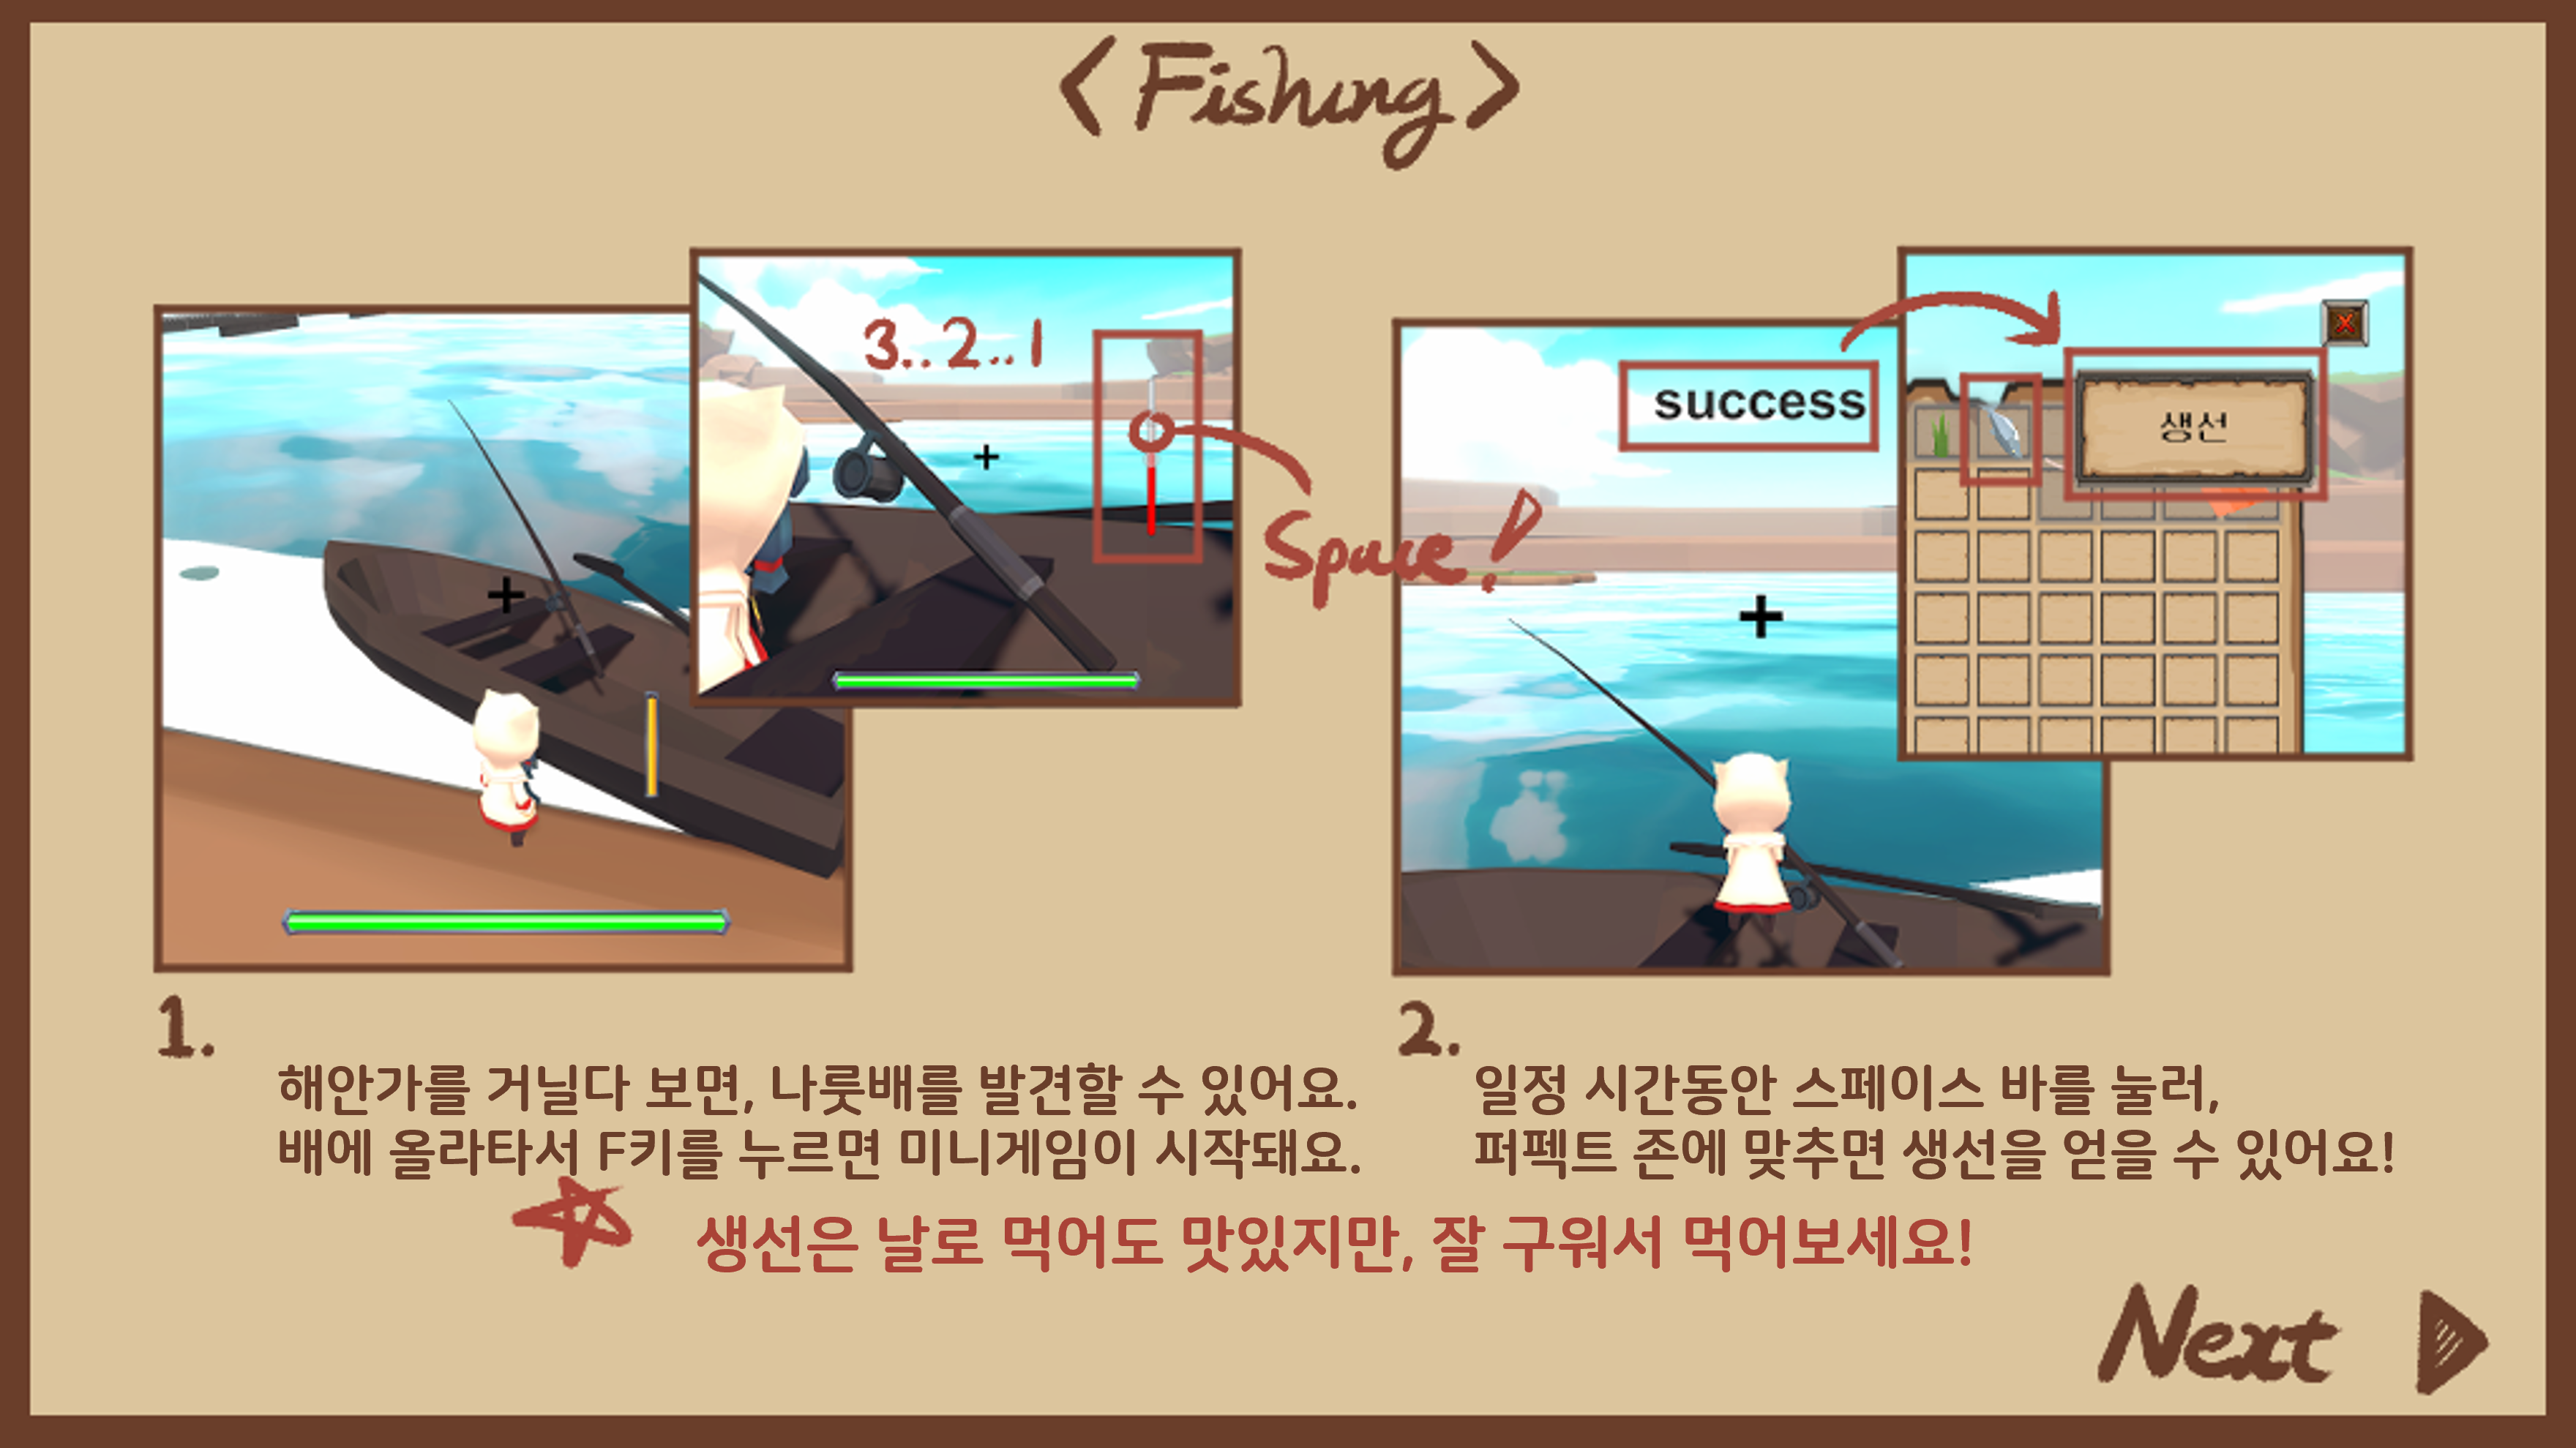 <Fishing>
3..2..1
Space!
success
생선
1.
해안가를 거닐다 보면, 나룻배를 발견할 수 있어요.
배에 올라타서 F키를 누르면 미니게임이 시작돼요.
2.
일정 시간동안 스페이스 바를 눌러,
퍼펙트 존에 맞추면 생선을 얻을 수 있어요!
생선은 날로 먹어도 맛있지만, 잘 구워서 먹어보세요!
Next